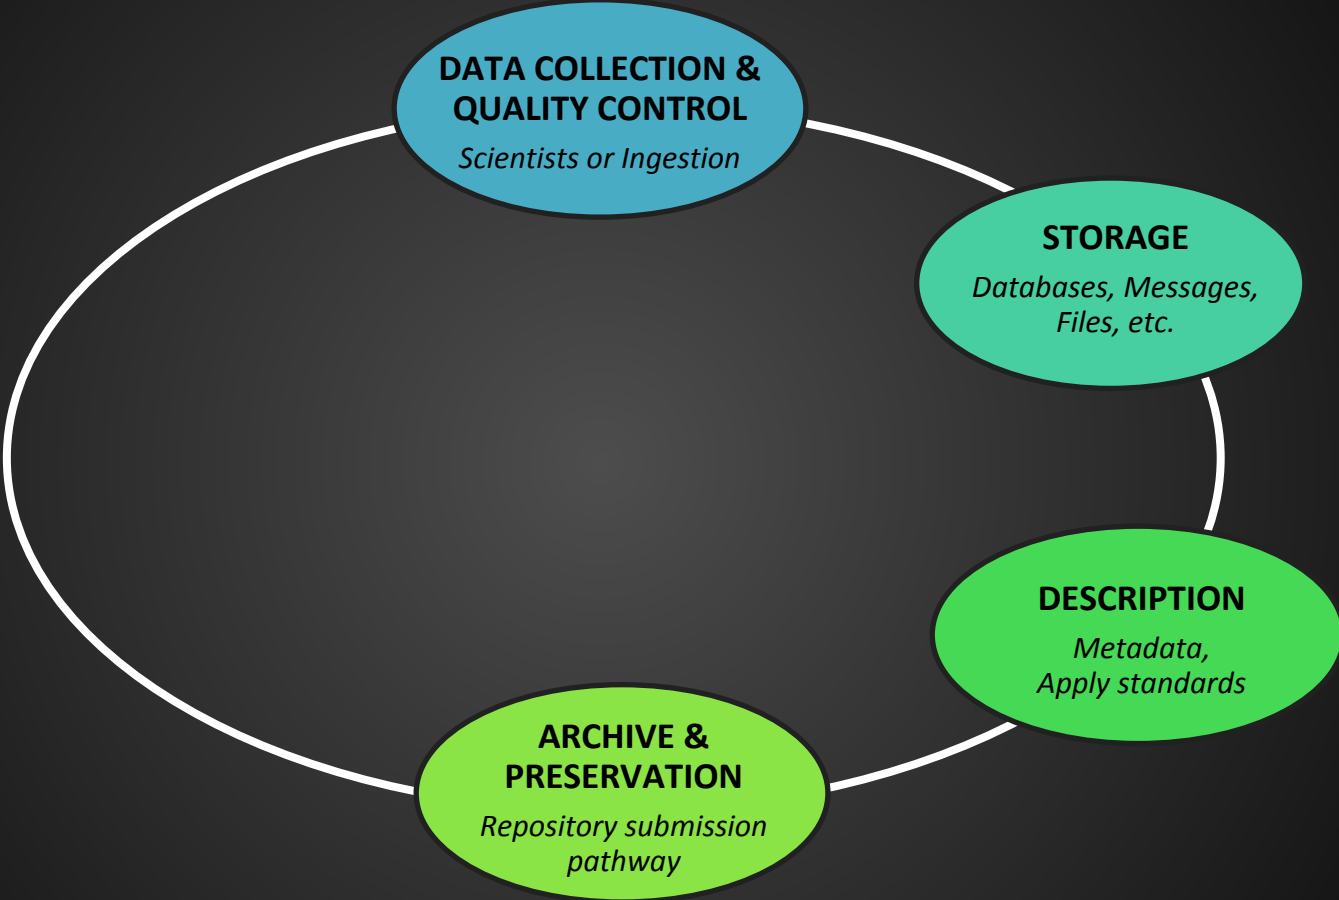 DATA COLLECTION &
QUALITY CONTROL
Scientists or Ingestion
STORAGE
Databases, Messages,
Files, etc.
DESCRIPTION
Metadata,
Apply standards
ARCHIVE &
PRESERVATION
Repository submission
pathway